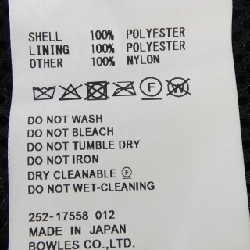 SHELL 100% POLYESTER
LINING 100% POLYESTER
OTHER 100% NYLON
DO NOT WASH
DO NOT BLEACH
DO NOT TUMBLE DRY
DO NOT IRON
DRY CLEANABLE Ⓕ
DO NOT WET-CLEANING
252-17558 012
MADE IN JAPAN
BOWLES CO.,LTD.